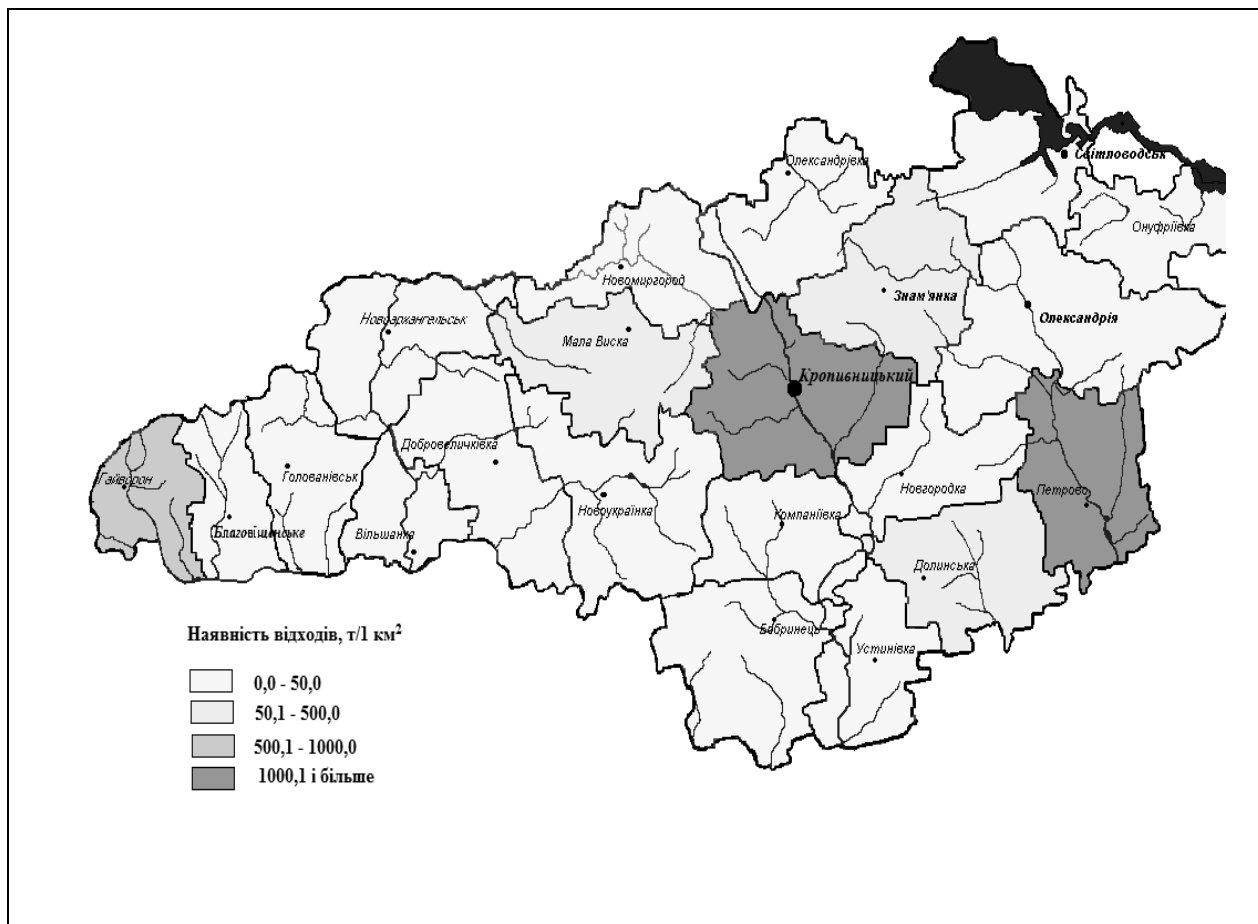 Олександрівка
Світловодськ
Онуфріївка
Новомиргород
Знам'янка
Олександрія
Новоархангельськ
Мала Виска
Кропивницький
Добровеличківка
Гайворон
Голованівськ
Новоукраїнка
Новгородка
Петрово
Благовіщенське
Вільшанка
Компаніївка
Долинська
Бобринець
Устинівка
Наявність відходів, т/1 км²
0,0 - 50,0
50,1 - 500,0
500,1 - 1000,0
1000,1 і більше